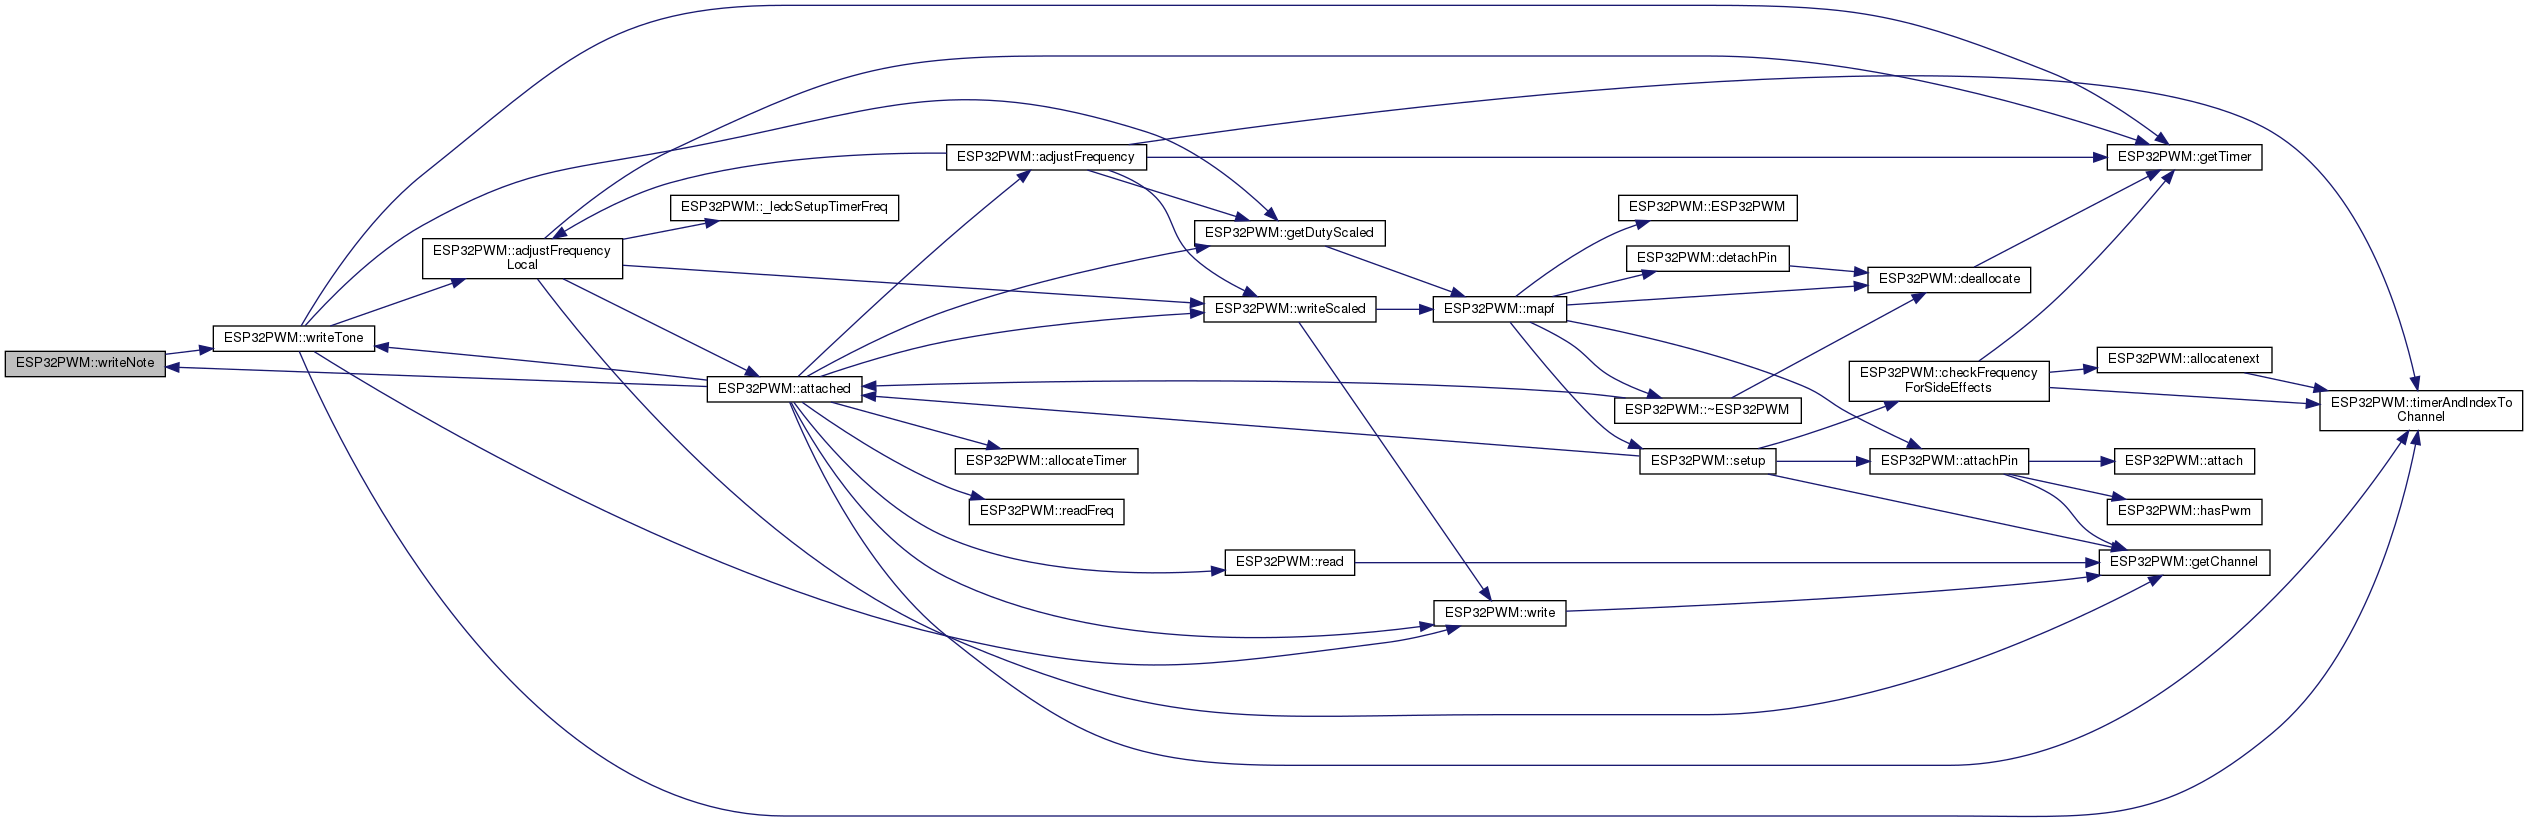 ESP32PWM::writeNote
ESP32PWM::writeTone
ESP32PWM::adjustFrequency
Local
ESP32PWM::_ledcSetupTimerFreq
ESP32PWM::attached
ESP32PWM::adjustFrequency
ESP32PWM::allocateTimer
ESP32PWM::readFreq
ESP32PWM::getDutyScaled
ESP32PWM::writeScaled
ESP32PWM::read
ESP32PWM::mapf
ESP32PWM::write
ESP32PWM::ESP32PWM
ESP32PWM::detachPin
ESP32PWM::~ESP32PWM
ESP32PWM::setup
ESP32PWM::deallocate
ESP32PWM::checkFrequency
ForSideEffects
ESP32PWM::attachPin
ESP32PWM::getTimer
ESP32PWM::allocatenext
ESP32PWM::attach
ESP32PWM::hasPwm
ESP32PWM::getChannel
ESP32PWM::timerAndIndexTo
Channel